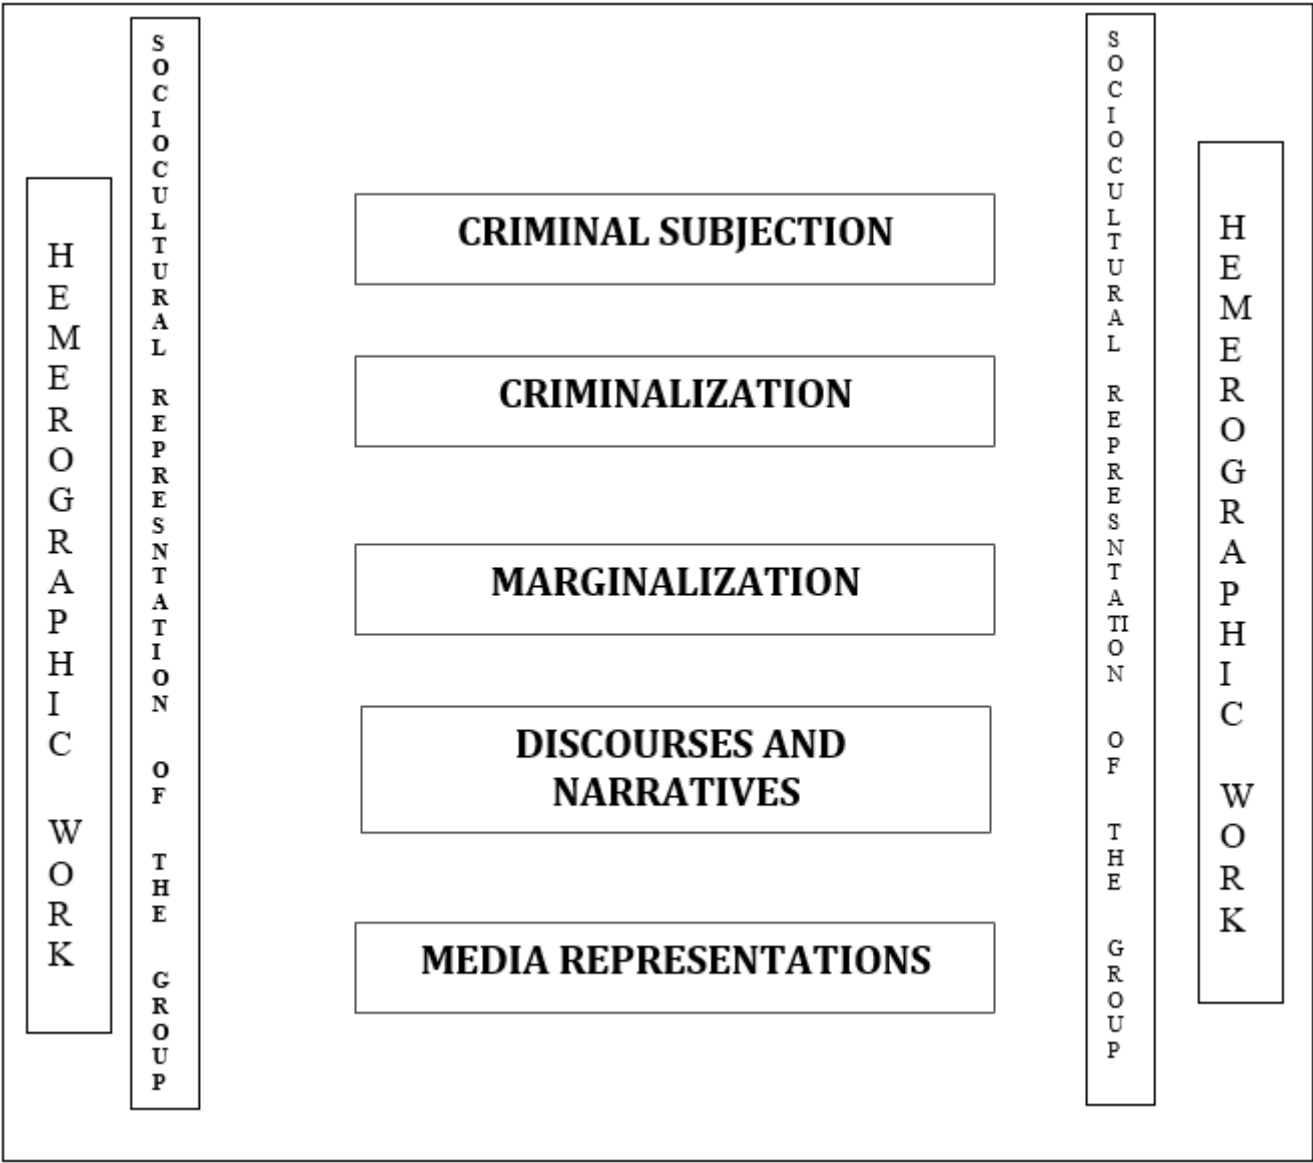 HEMEROGRAPHIC WORK
SOCIOCULTURAL REPRESNTATION OF THE GROUP
CRIMINAL SUBJECTION
CRIMINALIZATION
MARGINALIZATION
DISCOURSES AND
NARRATIVES
MEDIA REPRESENTATIONS
SOCIOCULTURAL REPRESNTATION OF THE GROUP
HEMEROGRAPHIC WORK